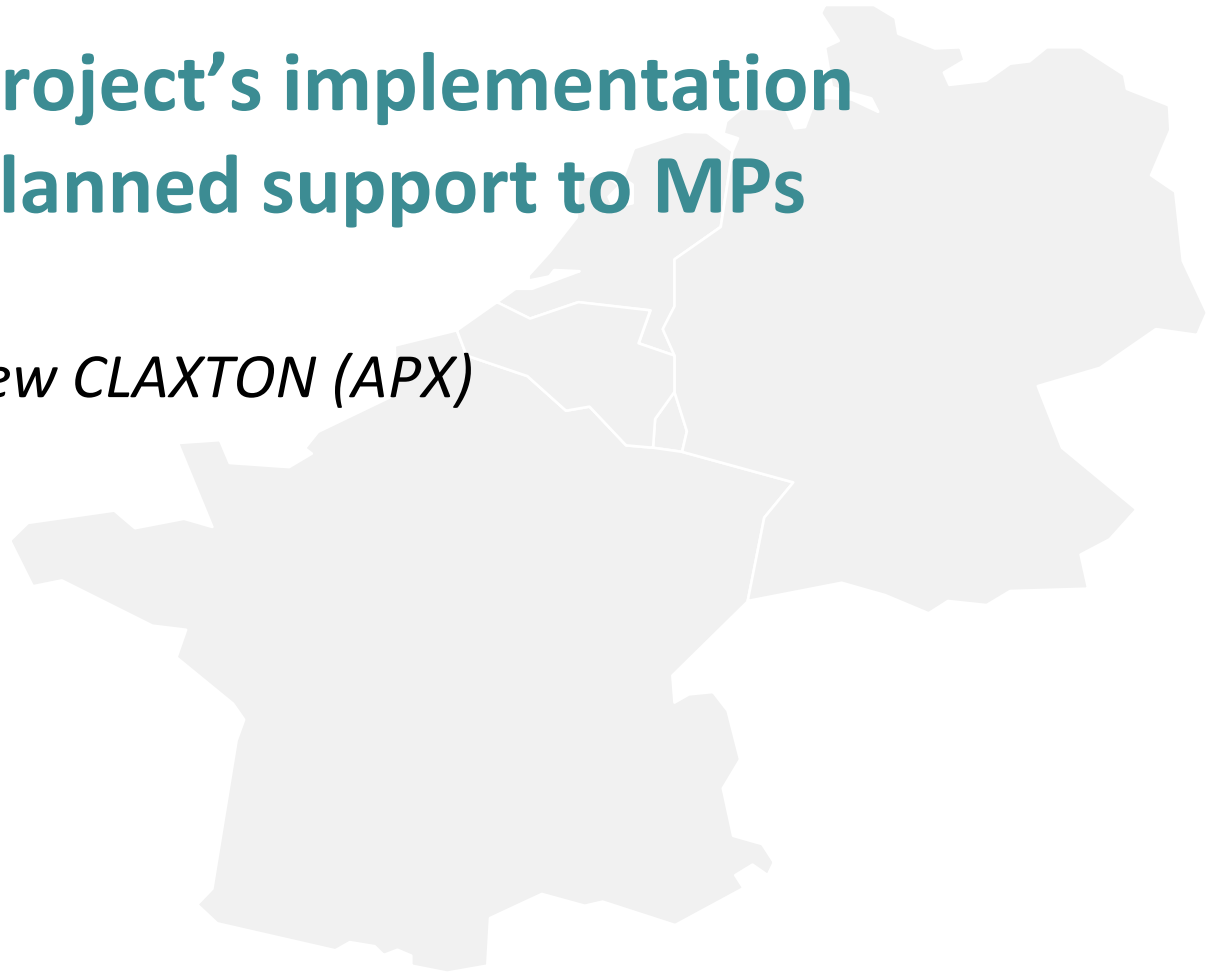 roject’s implementation
lanned support to MPs
ew CLAXTON (APX)